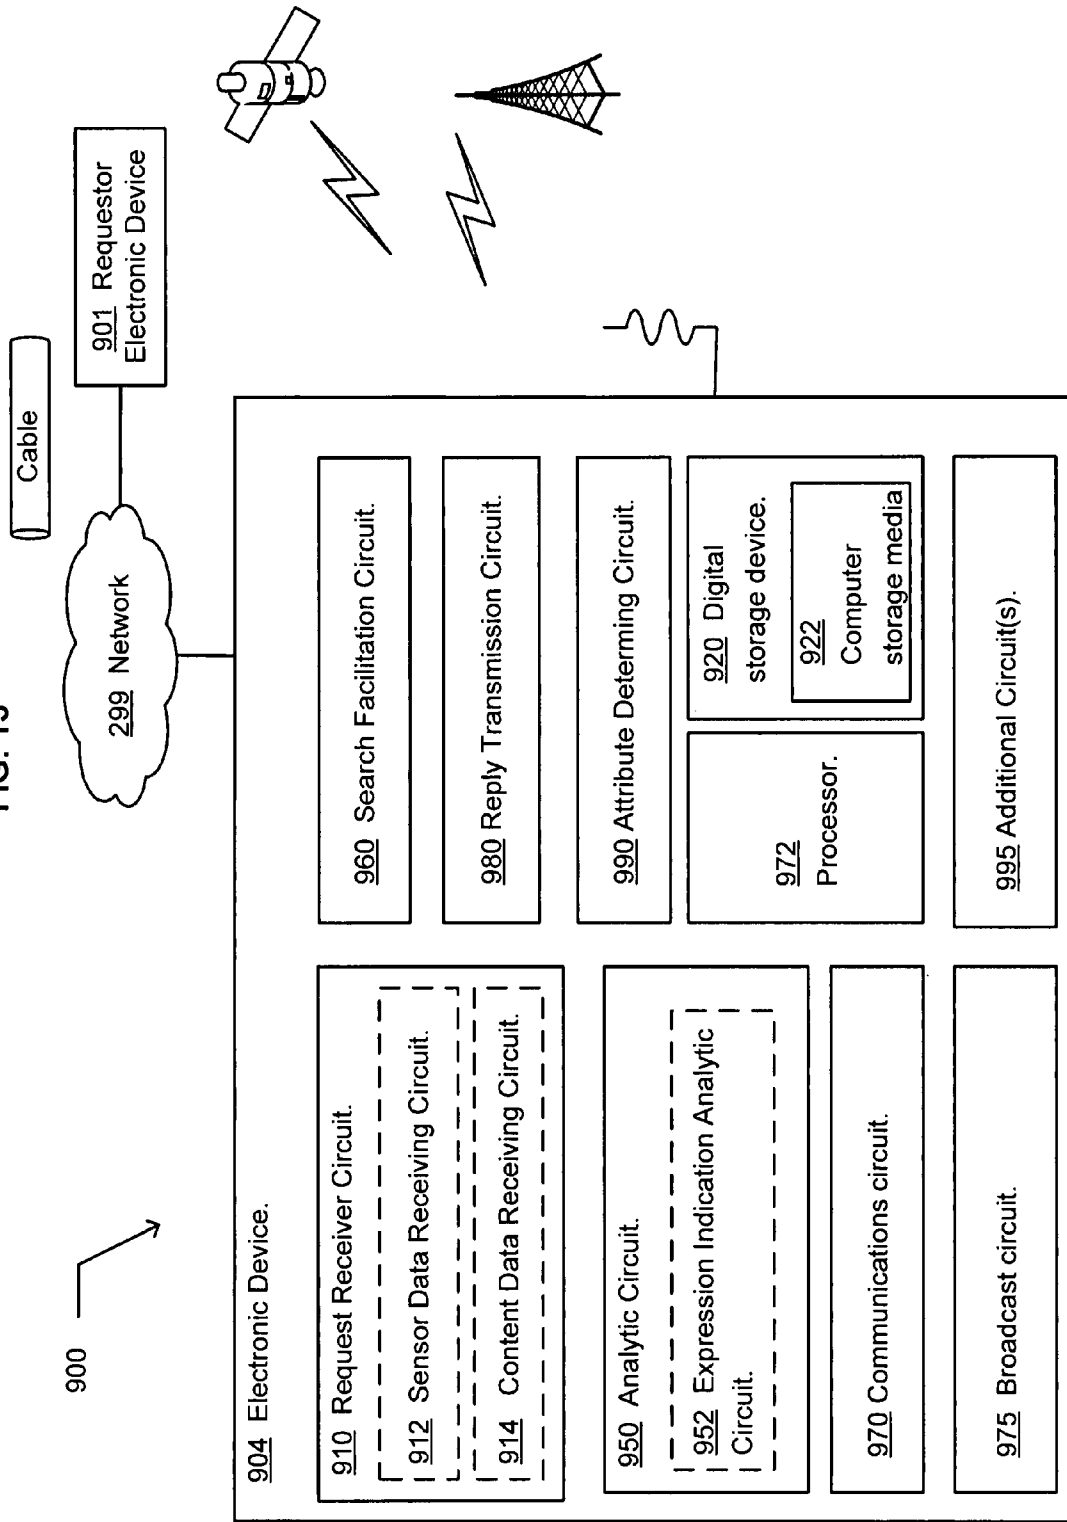 FIG. 13
900
Cable
299 Network
901 Requestor
Electronic Device
904 Electronic Device.
910 Request Receiver Circuit.
912 Sensor Data Receiving Circuit.
914 Content Data Receiving Circuit.
950 Analytic Circuit.
952 Expression Indication Analytic
Circuit.
970 Communications circuit.
975 Broadcast circuit.
960 Search Facilitation Circuit.
980 Reply Transmission Circuit.
990 Attribute Determining Circuit.
972
Processor.
920 Digital
storage device.
922
Computer
storage media
995 Additional Circuit(s).